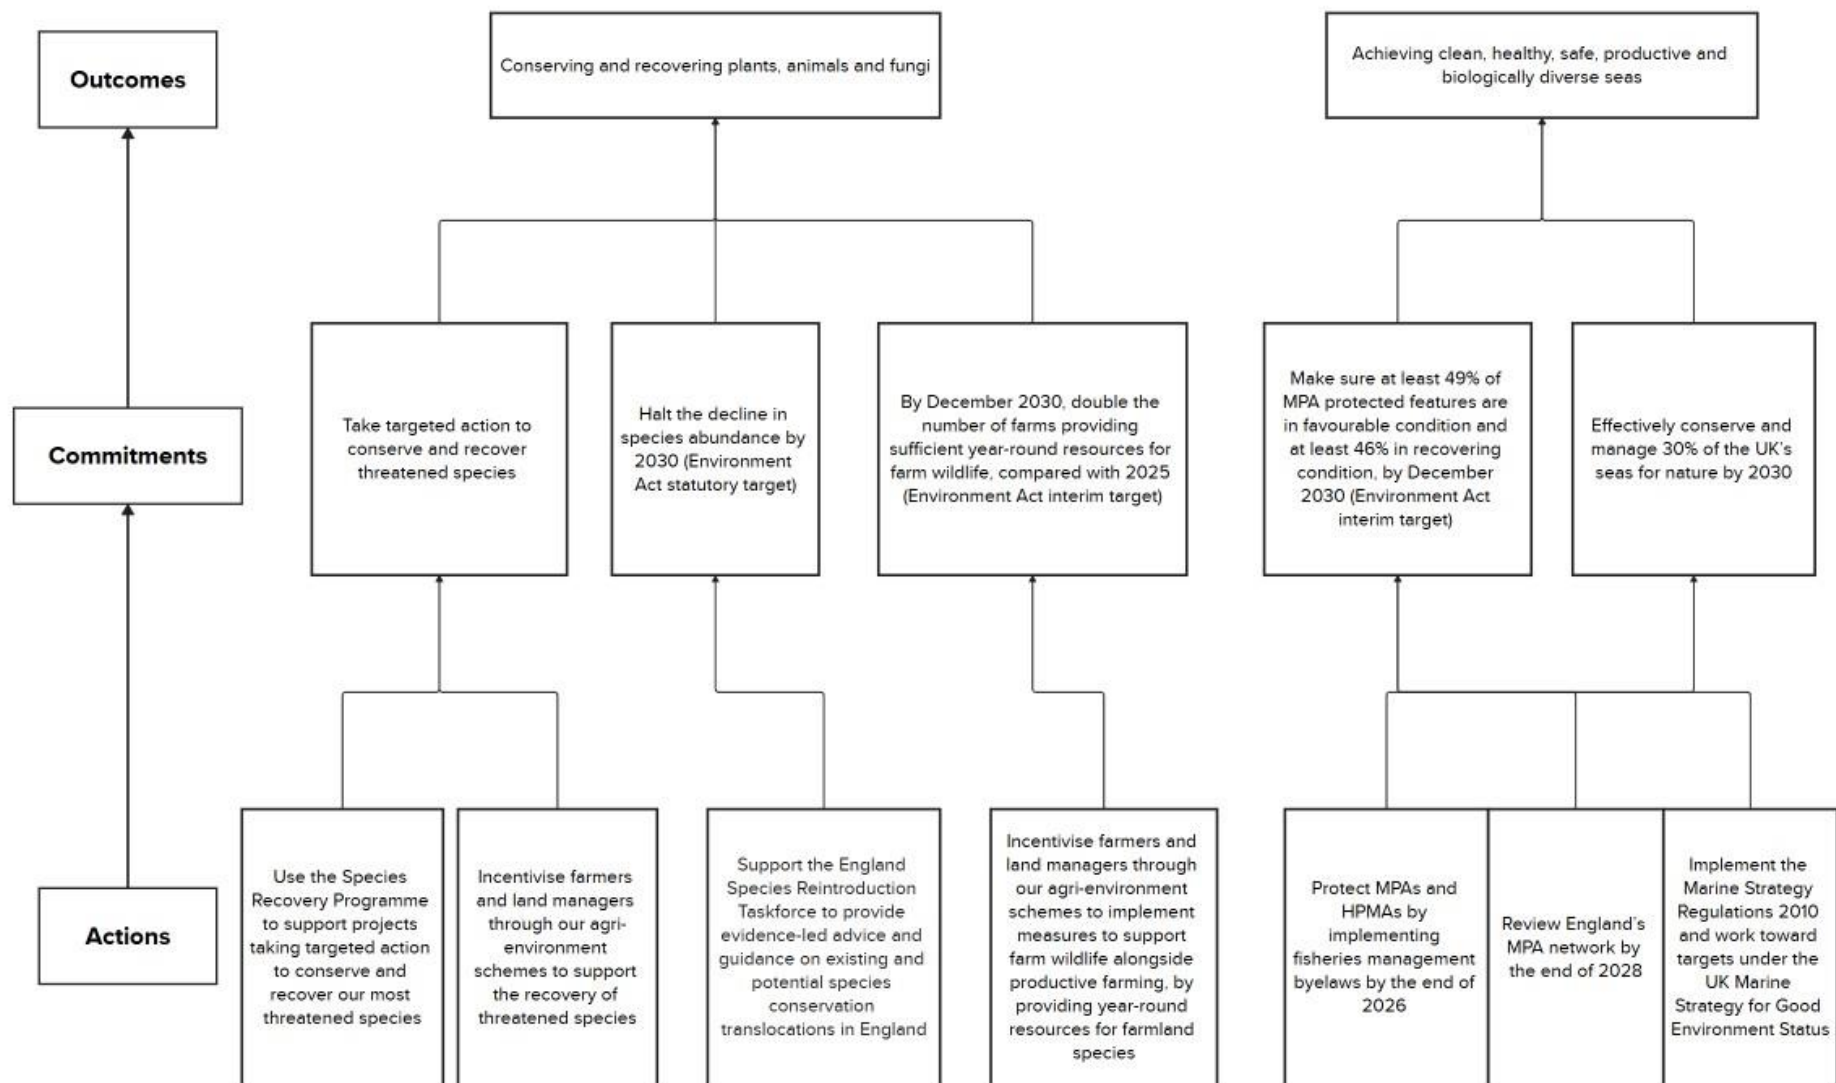 Outcomes
Conserving and recovering plants, animals and fungi
Achieving clean, healthy, safe, productive and
biologically diverse seas
Commitments
Take targeted action to
conserve and recover
threatened species
Halt the decline in
species abundance by
2030 (Environment
Act statutory target)
By December 2030, double the
number of farms providing
sufficient year-round resources for
farm wildlife, compared with 2025
(Environment Act interim target)
Make sure at least 49% of
MPA protected features are
in favourable condition and
at least 46% in recovering
condition, by December
2030 (Environment Act
interim target)
Effectively conserve and
manage 30% of the UK's
seas for nature by 2030
Actions
Use the Species
Recovery Programme
to support projects
taking targeted action
to conserve and
recover our most
threatened species
Incentivise farmers
and land managers
through our agri-
environment
schemes to support
the recovery of
threatened species
Support the England
Species Reintroduction
Taskforce to provide
evidence-led advice and
guidance on existing and
potential species
conservation
translocations in England
Incentivise farmers and
land managers through
our agri-environment
schemes to implement
measures to support
farm wildlife alongside
productive farming, by
providing year-round
resources for farmland
species
Protect MPAs and
HPMAs by
implementing
fisheries management
byelaws by the end of
2026
Review England's
MPA network by
the end of 2028
Implement the
Marine Strategy
Regulations 2010
and work toward
targets under the
UK Marine
Strategy for Good
Environment Status